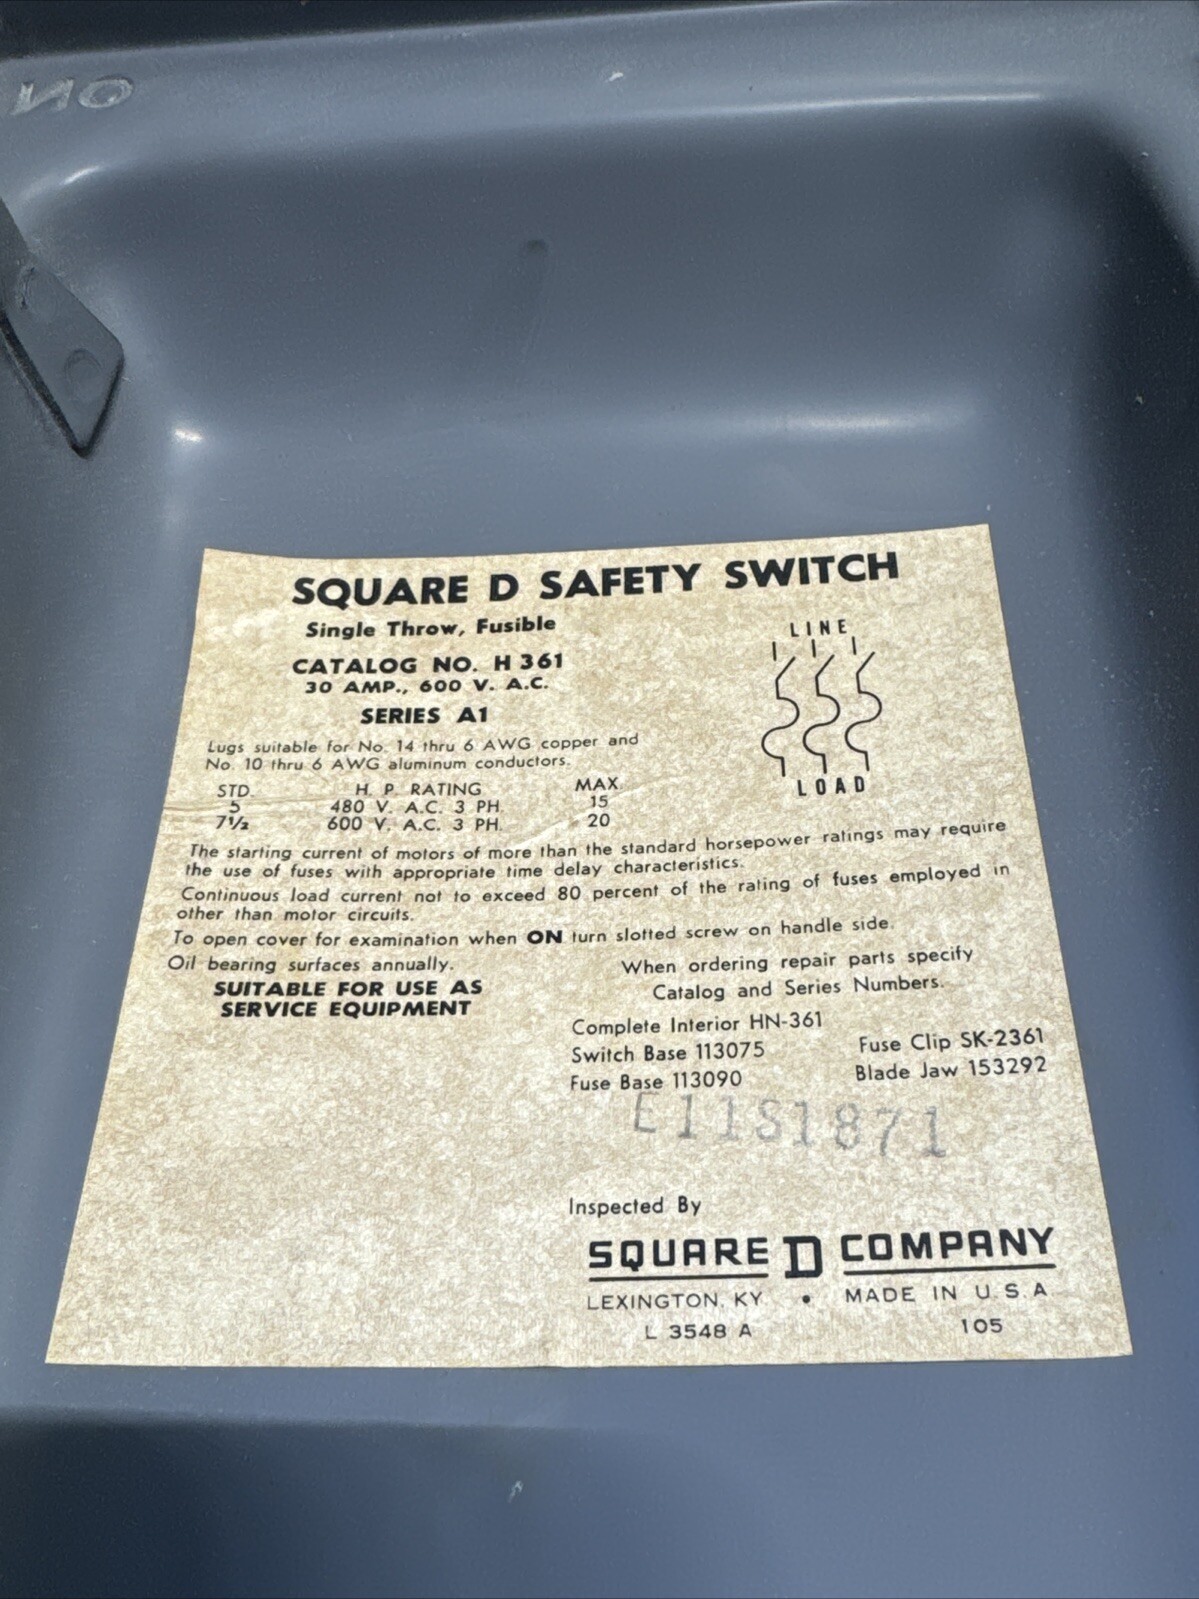 ON
SQUARE D SAFETY SWITCH
Single Throw, Fusible
CATALOG NO. H 361
30 AMP., 600 V. A.C.
SERIES A1
LINE
LOAD
Lugs suitable for No. 14 thru 6 AWG copper and
No. 10 thru 6 AWG aluminum conductors.
STD. H. P. RATING MAX.
5 480 V. A.C. 3 PH. 15
7½ 600 V. A.C. 3 PH. 20
The starting current of motors of more than the standard horsepower ratings may require
the use of fuses with appropriate time delay characteristics.
Continuous load current not to exceed 80 percent of the rating of fuses employed in
other than motor circuits.
To open cover for examination when ON turn slotted screw on handle side.
Oil bearing surfaces annually.
SUITABLE FOR USE AS
SERVICE EQUIPMENT
When ordering repair parts specify
Catalog and Series Numbers.
Complete Interior HN-361
Switch Base 113075 Fuse Clip SK-2361
Fuse Base 113090 Blade Jaw 153292
E11S1871
Inspected By
SQUARE D COMPANY
LEXINGTON, KY. • MADE IN U.S.A.
L 3548 A 105